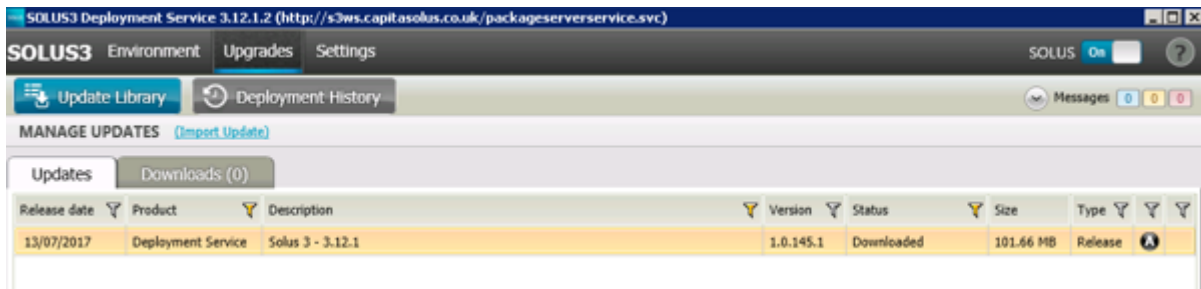 SOLUS3 Deployment Service 3.12.1.2 (http://s3ws.capitasolus.co.uk/packageserverservice.svc)
SOLUS3 Environment Upgrades Settings SOLUS On ?
Update Library Deployment History Messages 0 0 0
MANAGE UPDATES (Import Update)
Updates Downloads (0)
Release date Product Description Version Status Size Type
13/07/2017 Deployment Service Solus 3 - 3.12.1 1.0.145.1 Downloaded 101.66 MB Release A